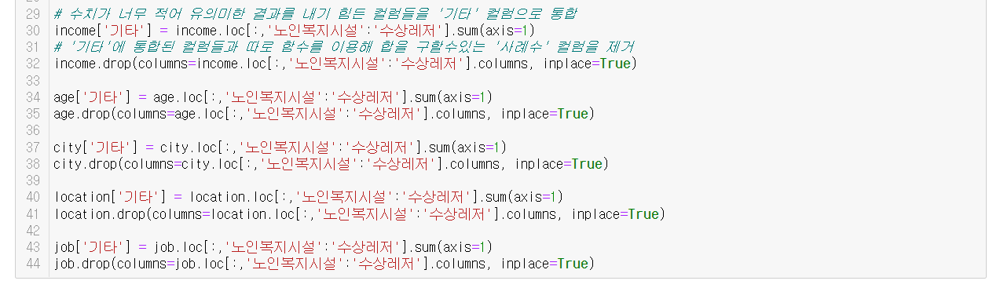 29 # 수치가 너무 적어 유의미한 결과를 내기 힘든 컬럼들을 '기타' 컬럼으로 통합
30 income['기타'] = income.loc[:,'노인복지시설':'수상레저'].sum(axis=1)
31 # '기타'에 통합된 컬럼들과 따로 함수를 이용해 합을 구할수있는 '사례수' 컬럼을 제거
32 income.drop(columns=income.loc[:,'노인복지시설':'수상레저'].columns, inplace=True)
33
34 age['기타'] = age.loc[:,'노인복지시설':'수상레저'].sum(axis=1)
35 age.drop(columns=age.loc[:,'노인복지시설':'수상레저'].columns, inplace=True)
36
37 city['기타'] = city.loc[:,'노인복지시설':'수상레저'].sum(axis=1)
38 city.drop(columns=city.loc[:,'노인복지시설':'수상레저'].columns, inplace=True)
39
40 location['기타'] = location.loc[:,'노인복지시설':'수상레저'].sum(axis=1)
41 location.drop(columns=location.loc[:,'노인복지시설':'수상레저'].columns, inplace=True)
42
43 job['기타'] = job.loc[:,'노인복지시설':'수상레저'].sum(axis=1)
44 job.drop(columns=job.loc[:,'노인복지시설':'수상레저'].columns, inplace=True)